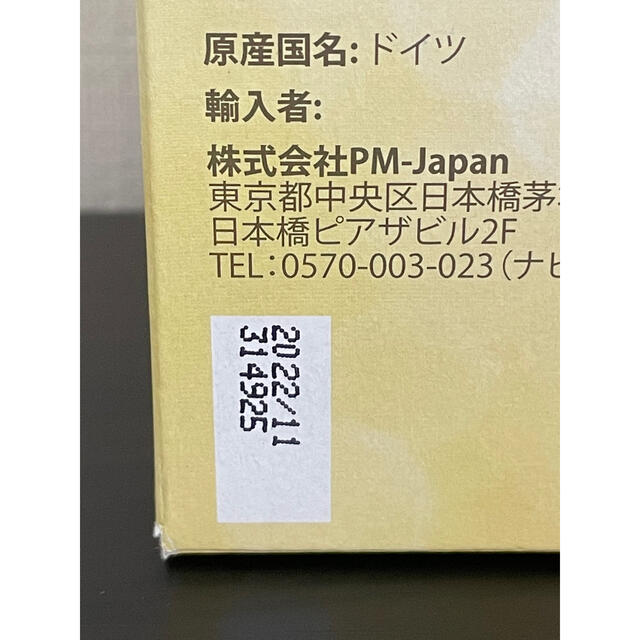 原産国名: ドイツ
輸入者:
株式会社PM-Japan
東京都中央区日本橋茅
日本橋ピアザビル2F
TEL：0570-003-023（ナビ
2022/11
314925